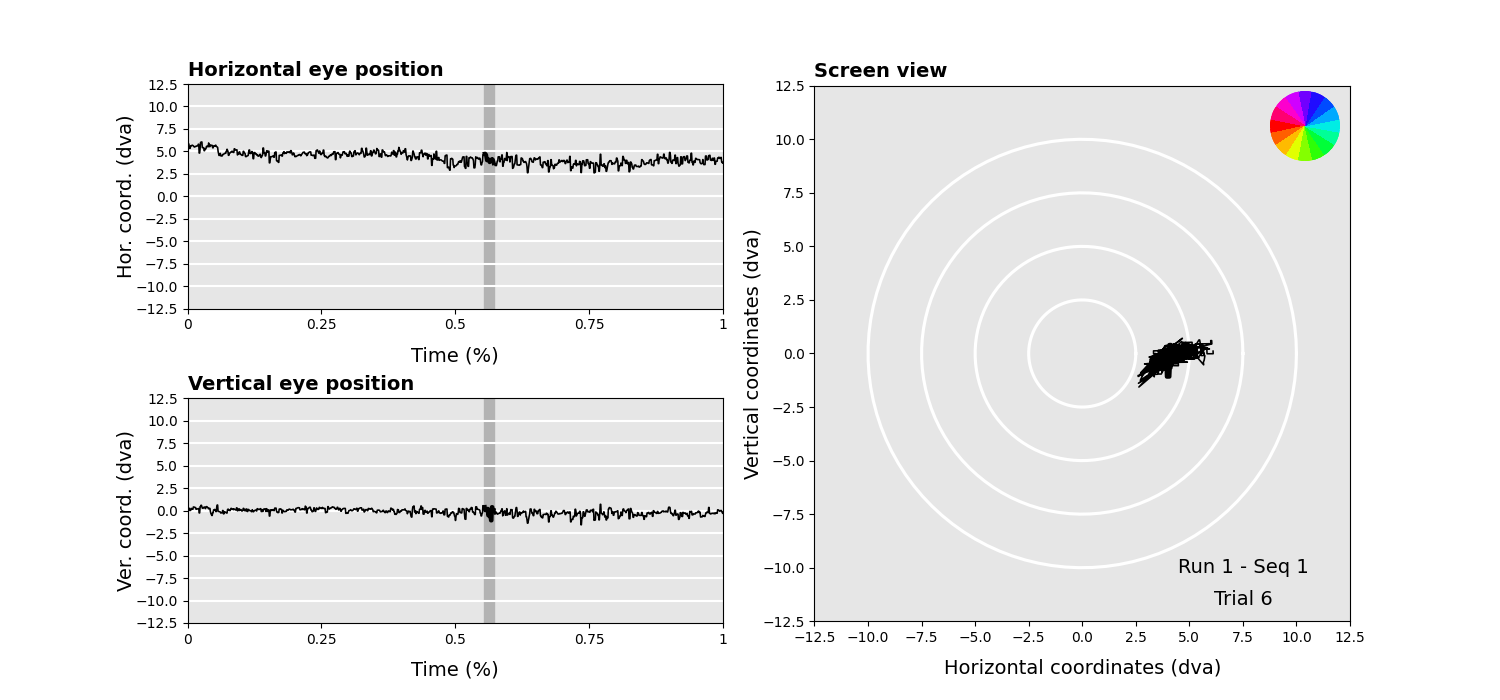 Horizontal eye position
12.5
10.0
7.5
5.0
2.5
0.0
−2.5
−5.0
−7.5
−10.0
−12.5
Hor. coord. (dva)
0 0.25 0.5 0.75 1
Time (%)
Vertical eye position
12.5
10.0
7.5
5.0
2.5
0.0
−2.5
−5.0
−7.5
−10.0
−12.5
Ver. coord. (dva)
0 0.25 0.5 0.75 1
Time (%)
Screen view
12.5
10.0
7.5
5.0
2.5
0.0
−2.5
−5.0
−7.5
−10.0
−12.5
Vertical coordinates (dva)
Run 1 - Seq 1
Trial 6
−12.5 −10.0 −7.5 −5.0 −2.5 0.0 2.5 5.0 7.5 10.0 12.5
Horizontal coordinates (dva)